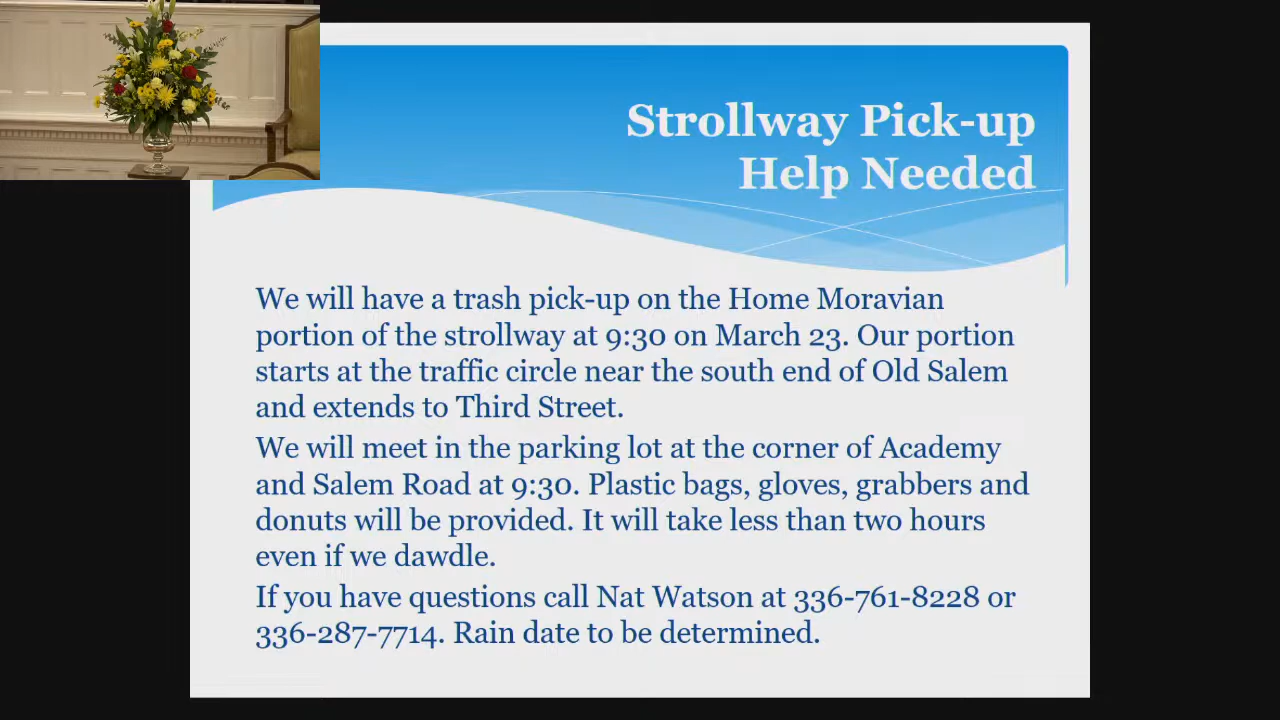 Strollway Pick-up
Help Needed
We will have a trash pick-up on the Home Moravian
portion of the strollway at 9:30 on March 23. Our portion
starts at the traffic circle near the south end of Old Salem
and extends to Third Street.
We will meet in the parking lot at the corner of Academy
and Salem Road at 9:30. Plastic bags, gloves, grabbers and
donuts will be provided. It will take less than two hours
even if we dawdle.
If you have questions call Nat Watson at 336-761-8228 or
336-287-7714. Rain date to be determined.